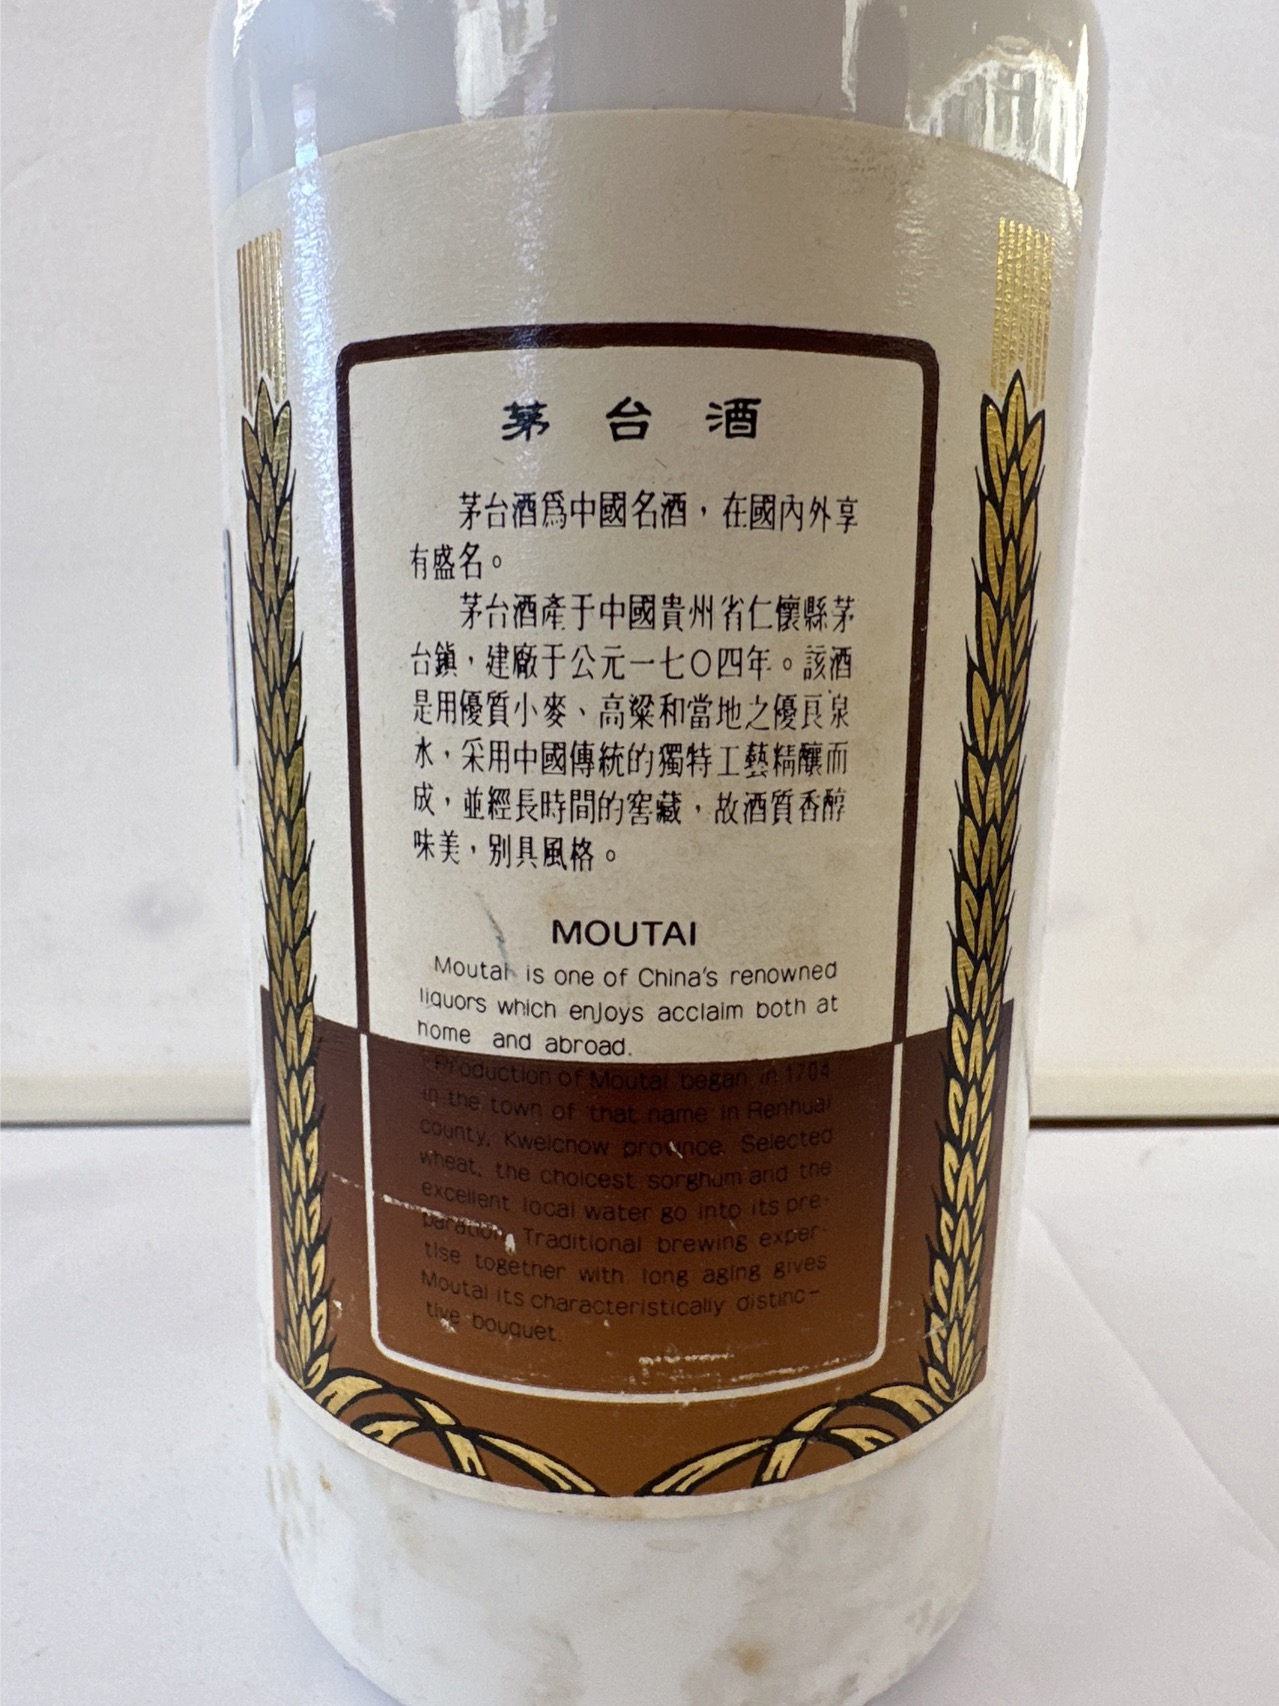 茅台酒
茅台酒爲中國名酒，在國內外享
有盛名。
茅台酒產于中國貴州省仁懷縣茅
台鎮，建廠于公元一七〇四年。該酒
是用優質小麥、高粱和當地之優良泉
水，采用中國傳統的獨特工藝精釀而
成，並經長時間的窖藏，故酒質香醇
味美，別具風格。
MOUTAI
Moutai is one of China's renowned
liquors which enjoys acclaim both at
home and abroad.
Production of Moutai began in 1704
in the town of that name in Renhuai
county, Kweichow province. Selected
wheat, the choicest sorghum and the
excellent local water go into its pre-
paration. Traditional brewing exper-
tise together with long aging gives
Moutai its characteristically distinc-
tive bouquet.